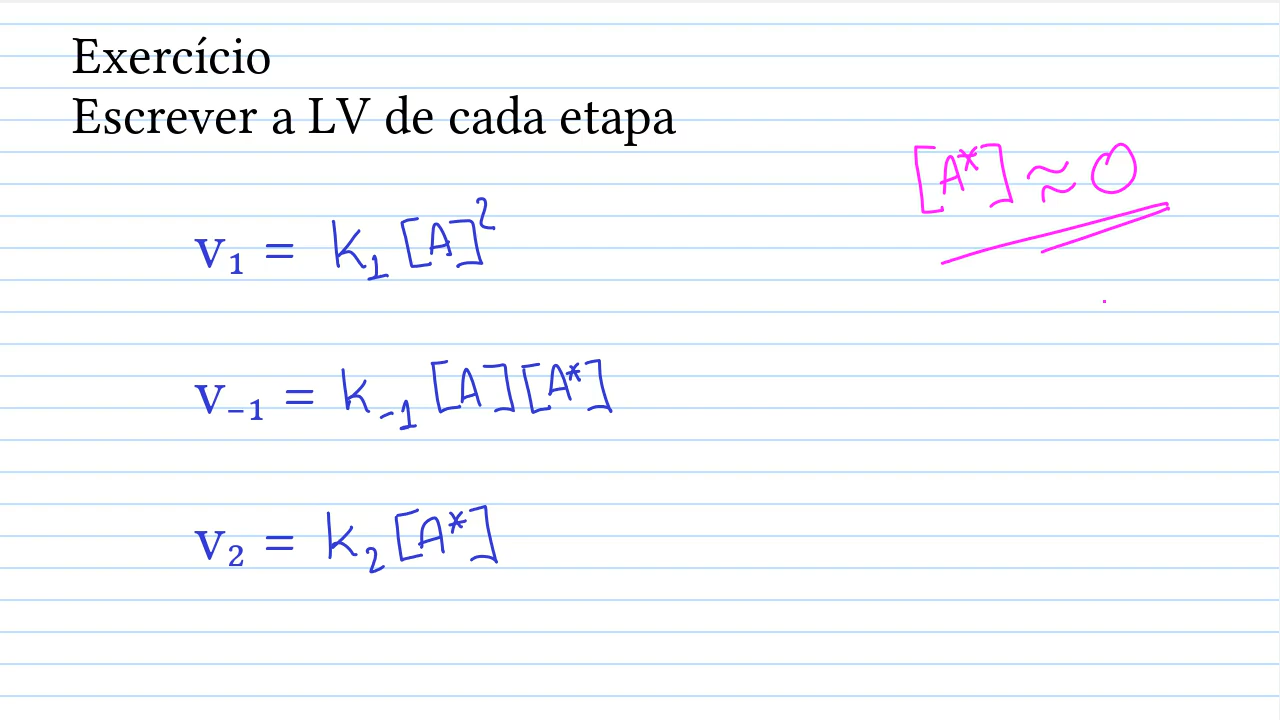 Exercício
Escrever a LV de cada etapa
[A*] ≈ 0
v₁ = k₁ [A]²
v₋₁ = k₋₁ [A][A*]
v₂ = k₂ [A*]